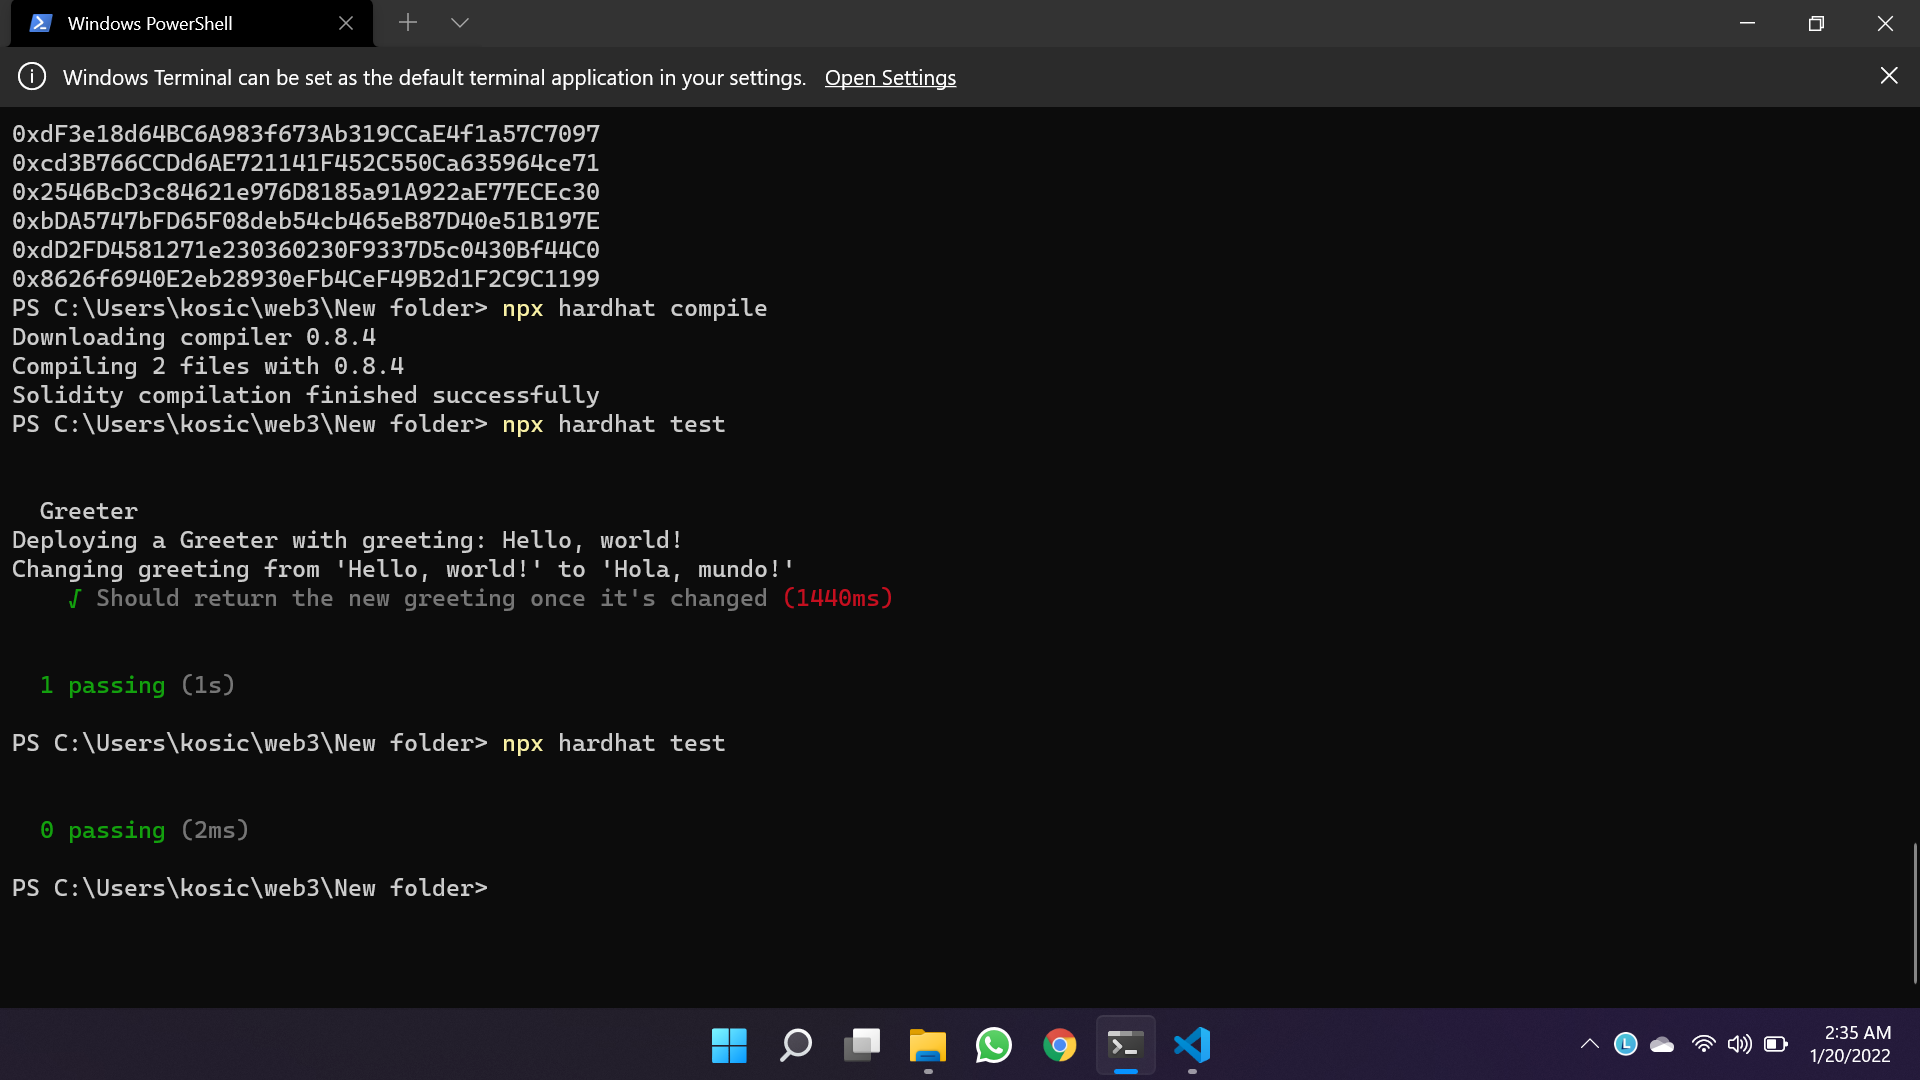 Windows PowerShell
Windows Terminal can be set as the default terminal application in your settings. Open Settings
0xdF3e18d64BC6A983f673Ab319CCaE4f1a57C7097
0xcd3B766CCDd6AE721141F452C550Ca635964ce71
0x2546BcD3c84621e976D8185a91A922aE77ECEc30
0xbDA5747bFD65F08deb54cb465eB87D40e51B197E
0xdD2FD4581271e230360230F9337D5c0430Bf44C0
0x8626f6940E2eb28930eFb4CeF49B2d1F2C9C1199
PS C:\Users\kosic\web3\New folder> npx hardhat compile
Downloading compiler 0.8.4
Compiling 2 files with 0.8.4
Solidity compilation finished successfully
PS C:\Users\kosic\web3\New folder> npx hardhat test
Greeter
Deploying a Greeter with greeting: Hello, world!
Changing greeting from 'Hello, world!' to 'Hola, mundo!'
√ Should return the new greeting once it's changed (1440ms)
1 passing (1s)
PS C:\Users\kosic\web3\New folder> npx hardhat test
0 passing (2ms)
PS C:\Users\kosic\web3\New folder>
L
2:35 AM
1/20/2022